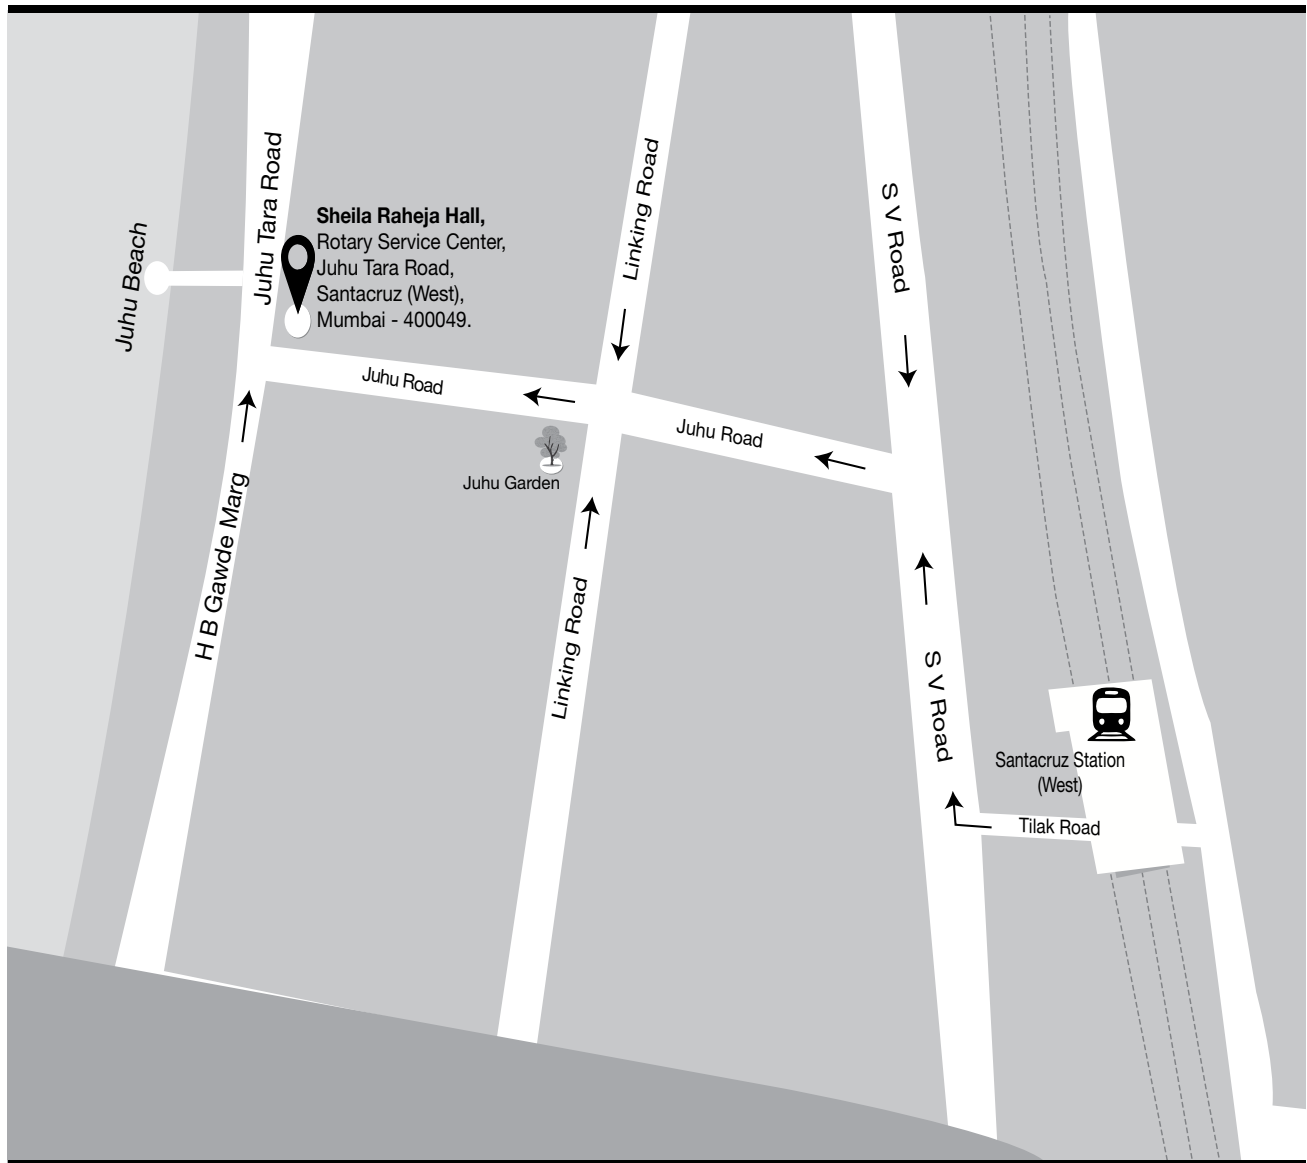 Juhu Tara Road
Linking Road
S V Road
Juhu Beach
Sheila Raheja Hall,
Rotary Service Center,
Juhu Tara Road,
Santacruz (West),
Mumbai - 400049.
Juhu Road
Juhu Road
Juhu Garden
H B Gawde Marg
Linking Road
S V Road
Santacruz Station
(West)
Tilak Road